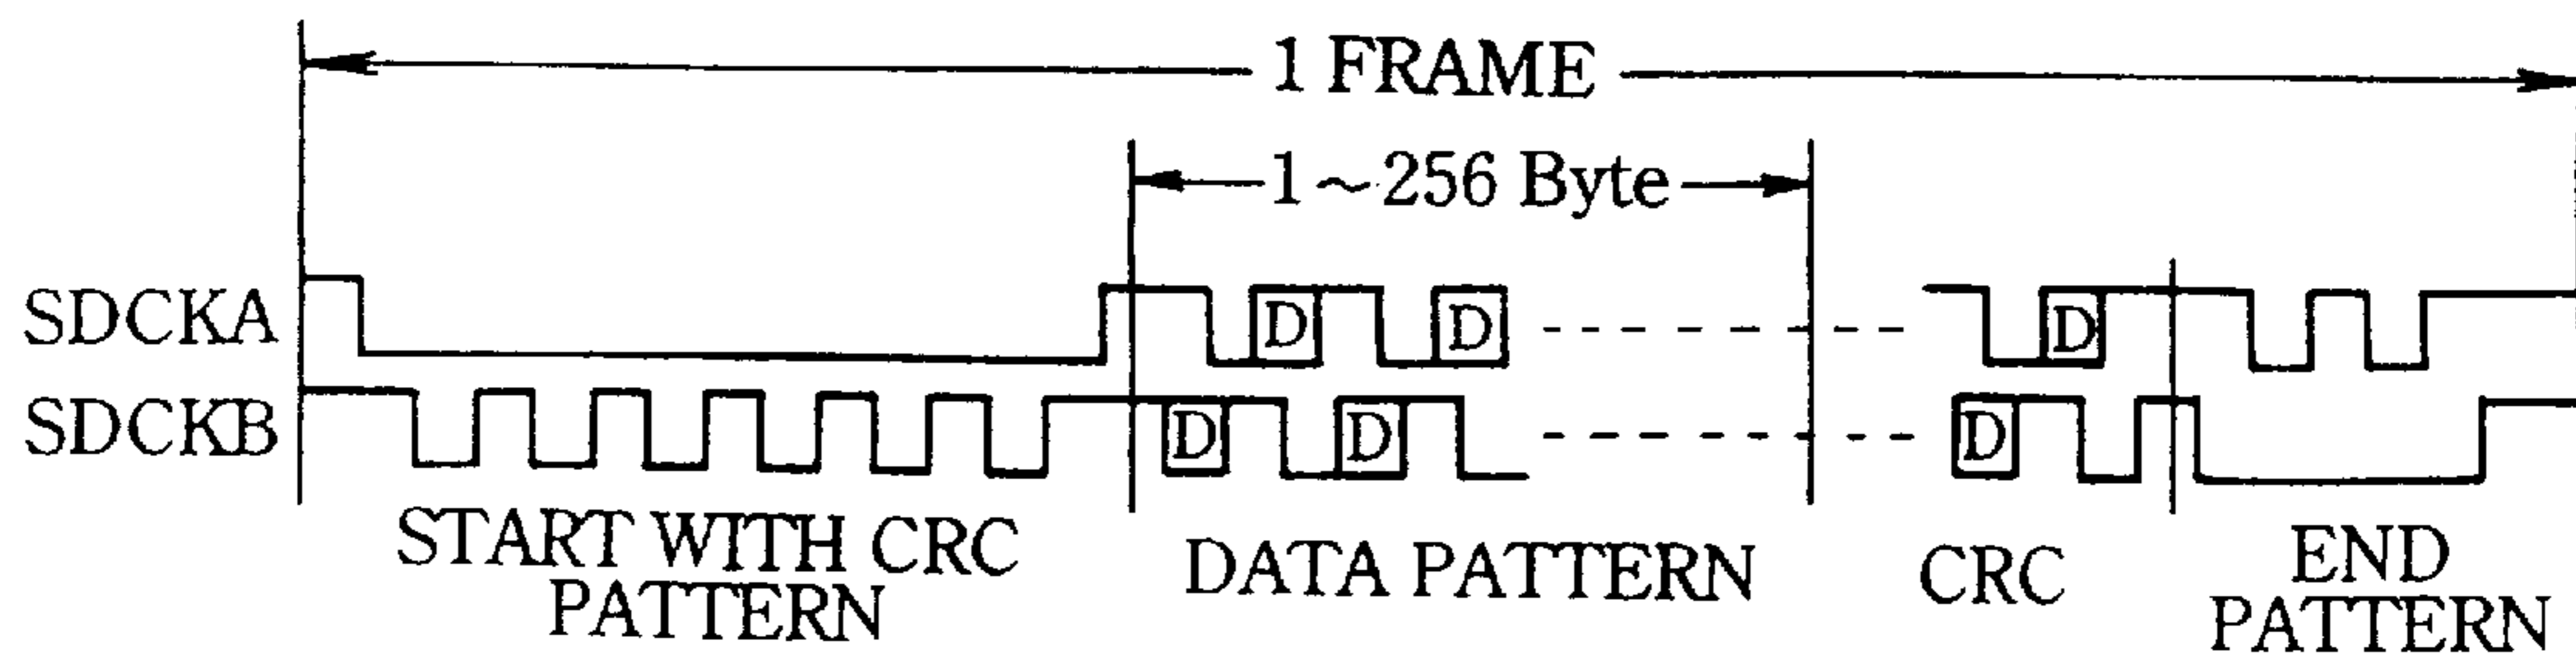 1 FRAME
1~256 Byte
SDCKA
D
D
D
SDCKB
D
D
D
START WITH CRC
PATTERN
DATA PATTERN
CRC
END
PATTERN